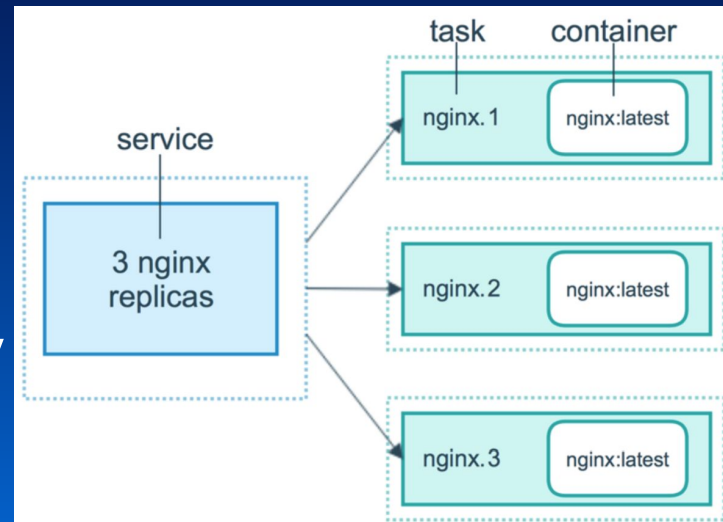 task
container
service
3 nginx
replicas
nginx.1
nginx:latest
nginx.2
nginx:latest
nginx.3
nginx:latest